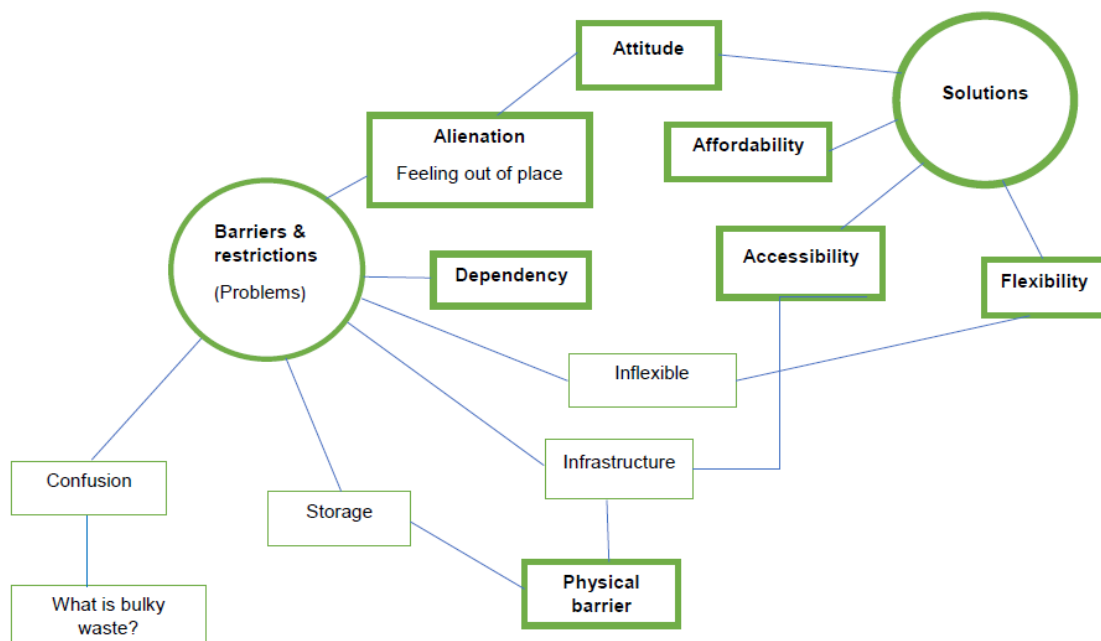 Attitude
Solutions
Alienation
Feeling out of place
Affordability
Barriers &
restrictions
(Problems)
Dependency
Accessibility
Flexibility
Inflexible
Infrastructure
Confusion
Storage
Physical
barrier
What is bulky
waste?